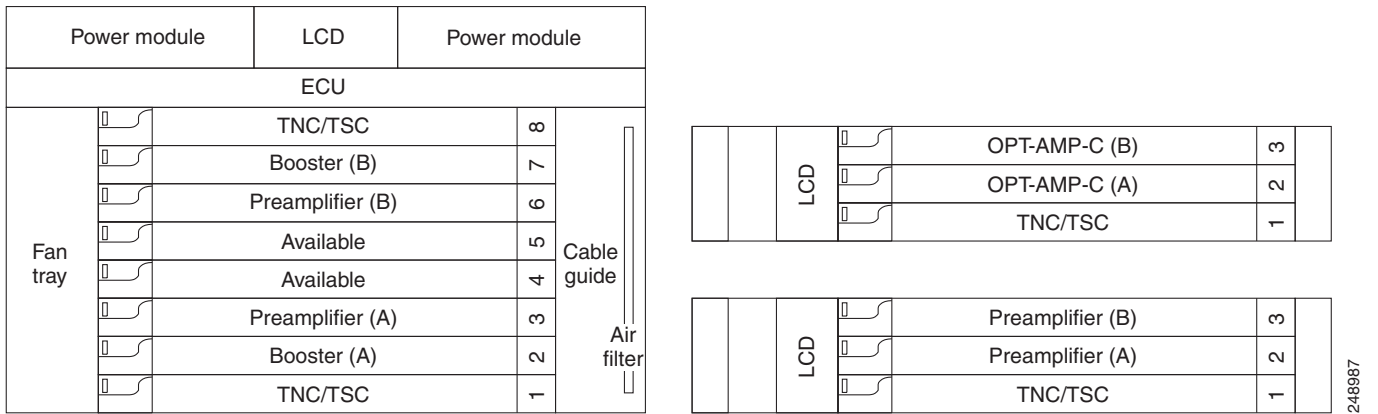 Power module
LCD
Power module
ECU
TNC/TSC
8
Booster (B)
7
Preamplifier (B)
6
Available
5
Available
4
Preamplifier (A)
3
Booster (A)
2
TNC/TSC
1
Fan
tray
Cable
guide
Air
filter
LCD
OPT-AMP-C (B)
3
OPT-AMP-C (A)
2
TNC/TSC
1
LCD
Preamplifier (B)
3
Preamplifier (A)
2
TNC/TSC
1
248987